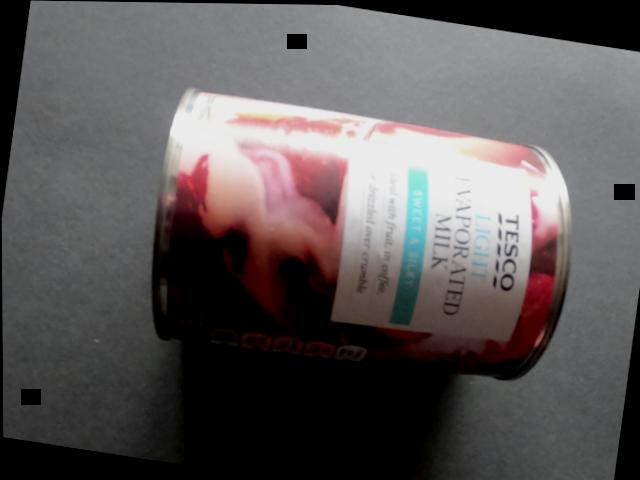 TESCO
LIGHT
EVAPORATED
MILK
SWEET & SILKY
with fruit, in coffee,
drizzled over crumble